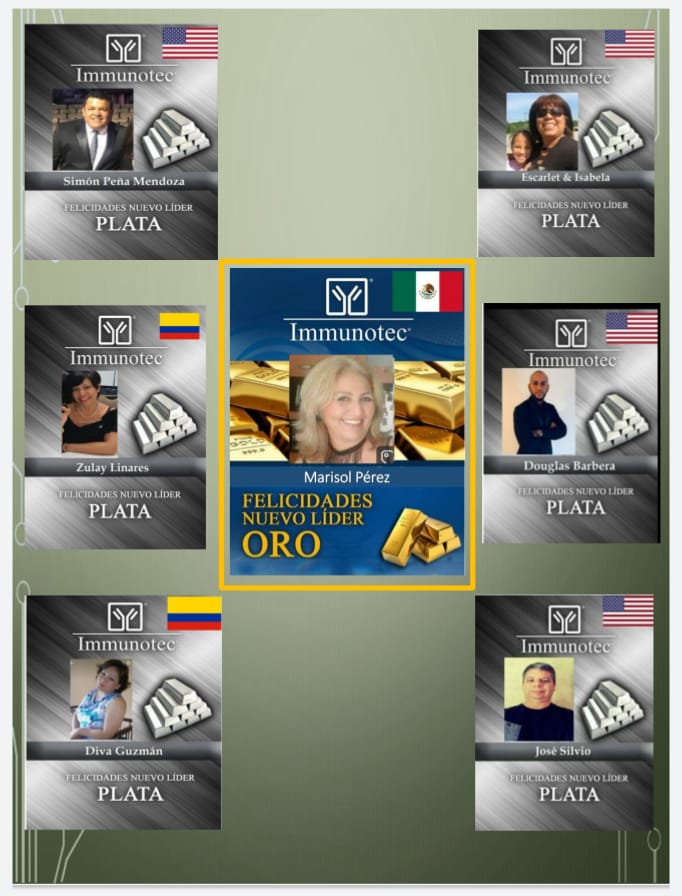 Immunotec
Simón Peña Mendoza
FELICIDADES NUEVO LÍDER
PLATA
Immunotec
Escarlet & Isabela
FELICIDADES NUEVO LÍDER
PLATA
Immunotec
Zulay Linares
FELICIDADES NUEVO LÍDER
PLATA
Immunotec
Marisol Pérez
FELICIDADES
NUEVO LÍDER
ORO
Immunotec
Douglas Barbera
FELICIDADES NUEVO LÍDER
PLATA
Immunotec
Diva Guzmán
FELICIDADES NUEVO LÍDER
PLATA
Immunotec
José Silvio
FELICIDADES NUEVO LÍDER
PLATA